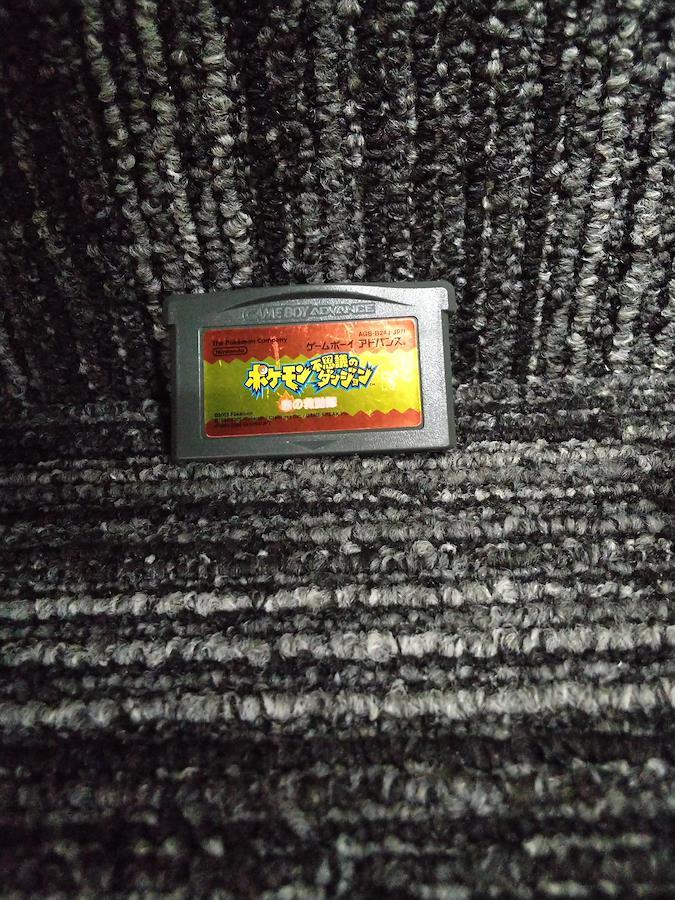 GAME BOY ADVANCE
The Pokémon Company
AGB-B24J-JPN
Nintendo
ゲームボーイ アドバンス
ポケモン不思議のダンジョン
赤の救助隊